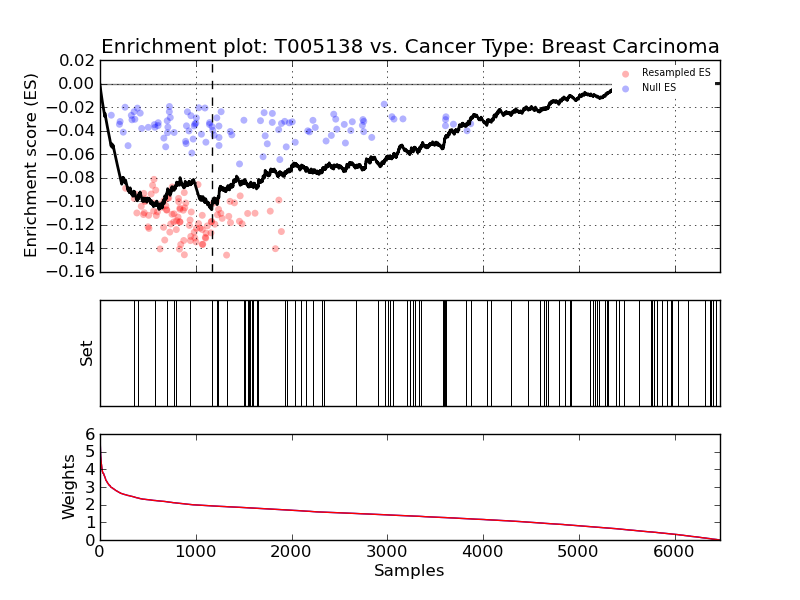 Enrichment plot: T005138 vs. Cancer Type: Breast Carcinoma
0.02
0.00
−0.02
−0.04
−0.06
−0.08
−0.10
−0.12
−0.14
−0.16
Enrichment score (ES)
Resampled ES
Null ES
Set
6
5
4
3
2
1
0
Weights
0 1000 2000 3000 4000 5000 6000
Samples